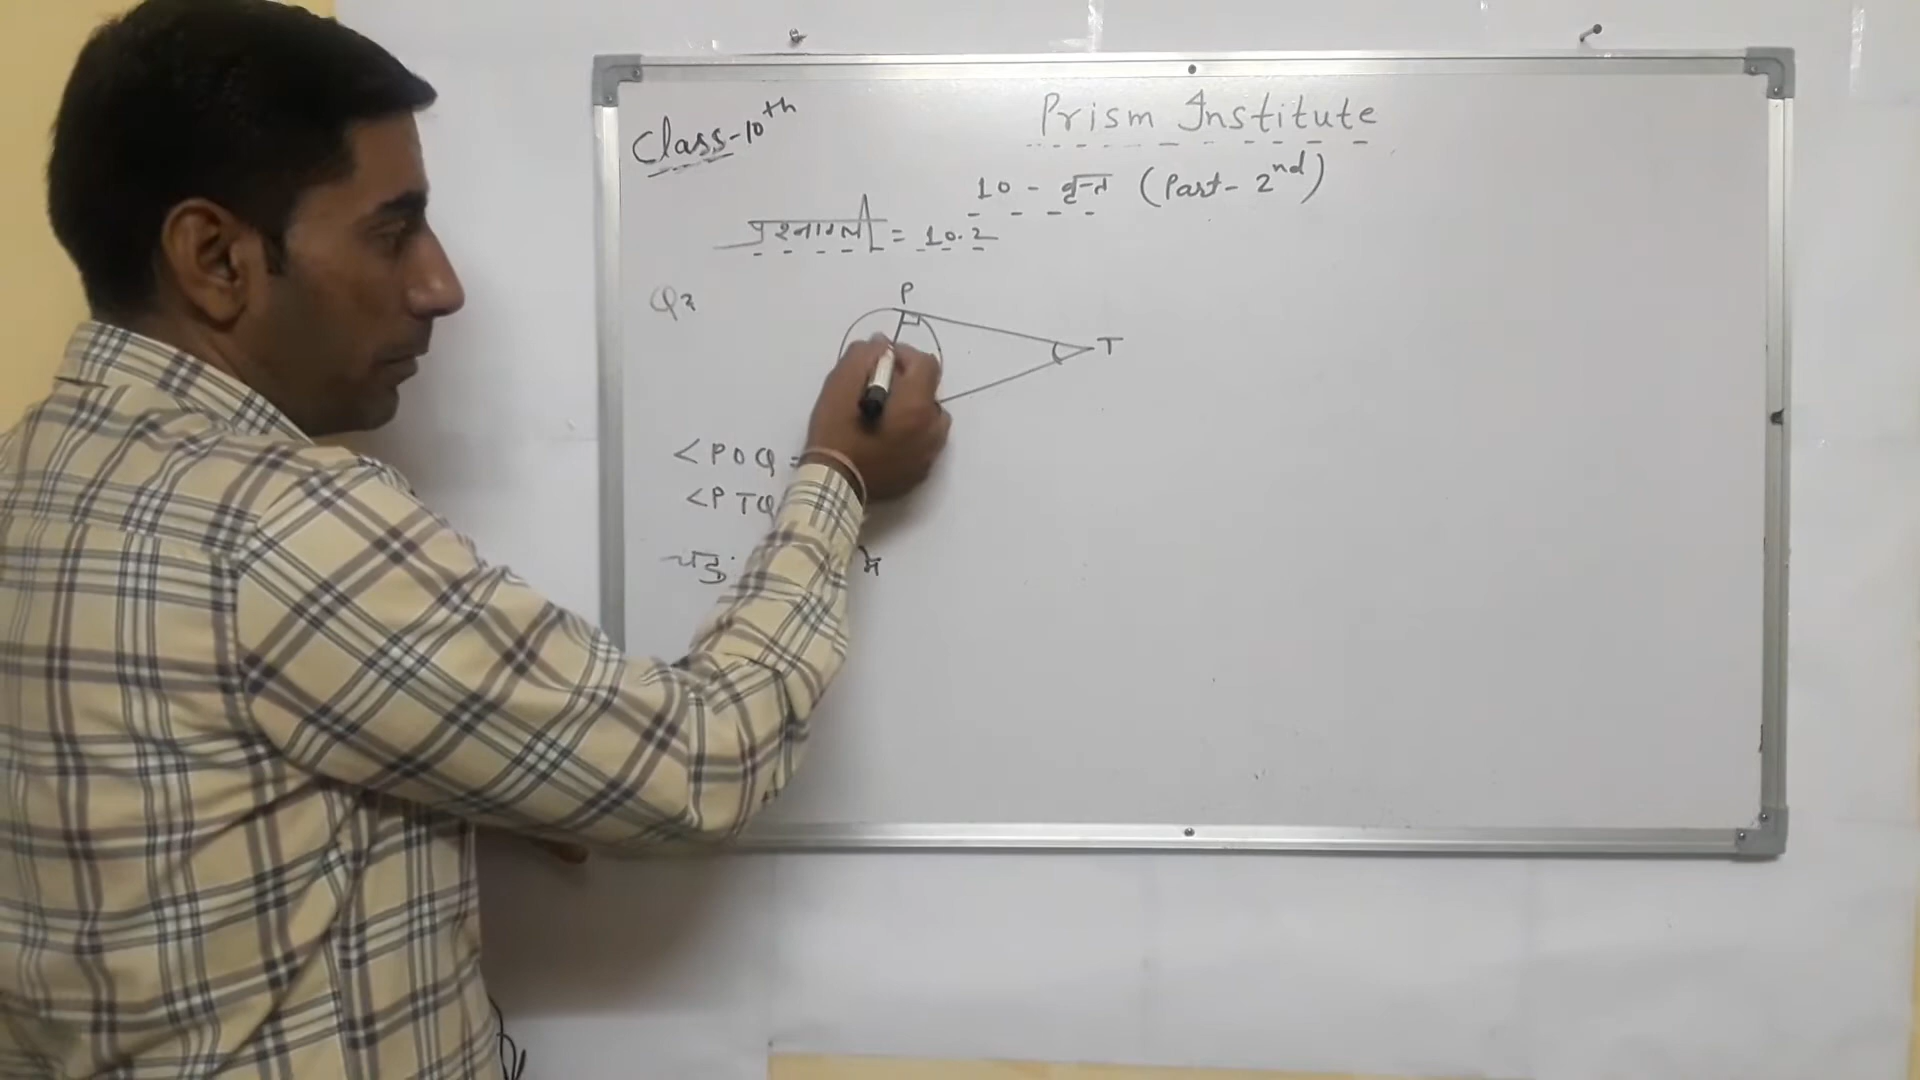 Class-10th
Prism Institute
10 - वृत्त (Part- 2nd)
प्रश्नावली = 10.2
Q2
P
T
<POQ =
<PTQ
में